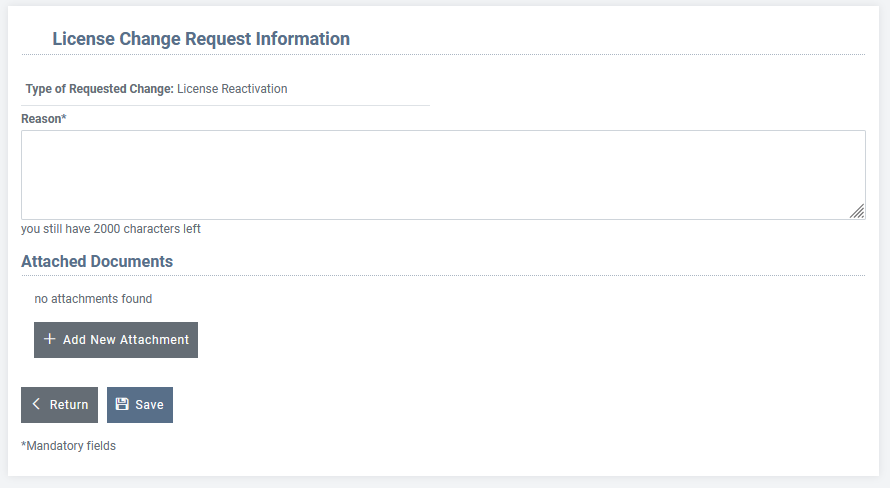 License Change Request Information
Type of Requested Change: License Reactivation
Reason*
you still have 2000 characters left
Attached Documents
no attachments found
Add New Attachment
Return
Save
*Mandatory fields